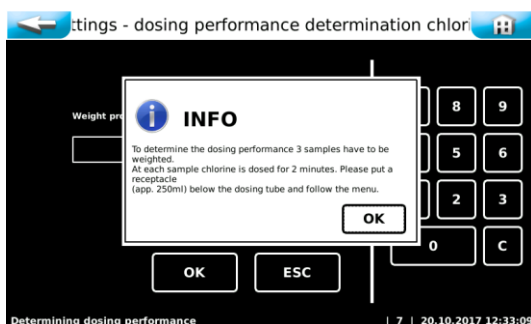 ttings - dosing performance determination chlori
Weight pr
INFO
To determine the dosing performance 3 samples have to be
weighted.
At each sample chlorine is dosed for 2 minutes. Please put a
receptacle
(app. 250ml) below the dosing tube and follow the menu.
OK
8 9
5 6
2 3
0 C
OK ESC
Determining dosing performance | 7 | 20.10.2017 12:33:09